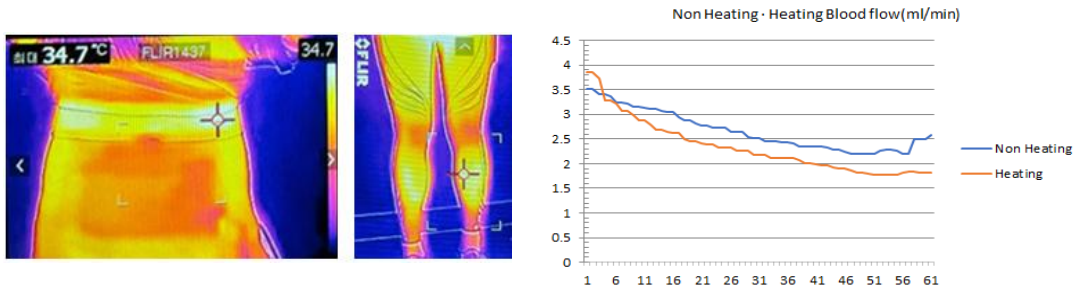 최대 34.7 °C FLIR1437 34.7
FLIR
Non Heating · Heating Blood flow(ml/min)
4.5
4
3.5
3
2.5
2
1.5
1
0.5
0
1 6 11 16 21 26 31 36 41 46 51 56 61
Non Heating
Heating